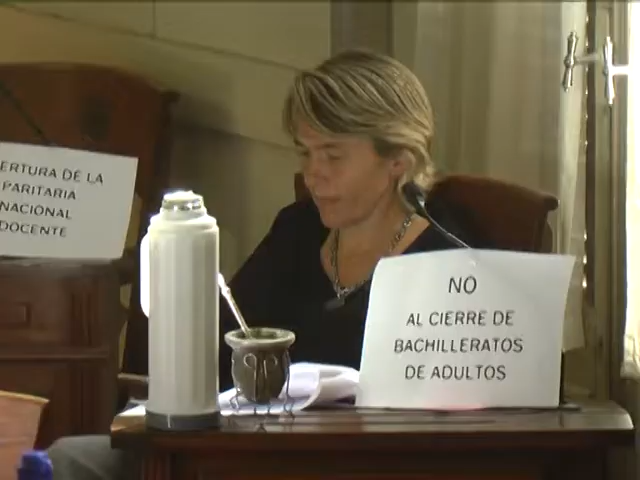 ERTURA DE LA
PARITARIA
NACIONAL
DOCENTE
NO
AL CIERRE DE
BACHILLERATOS
DE ADULTOS